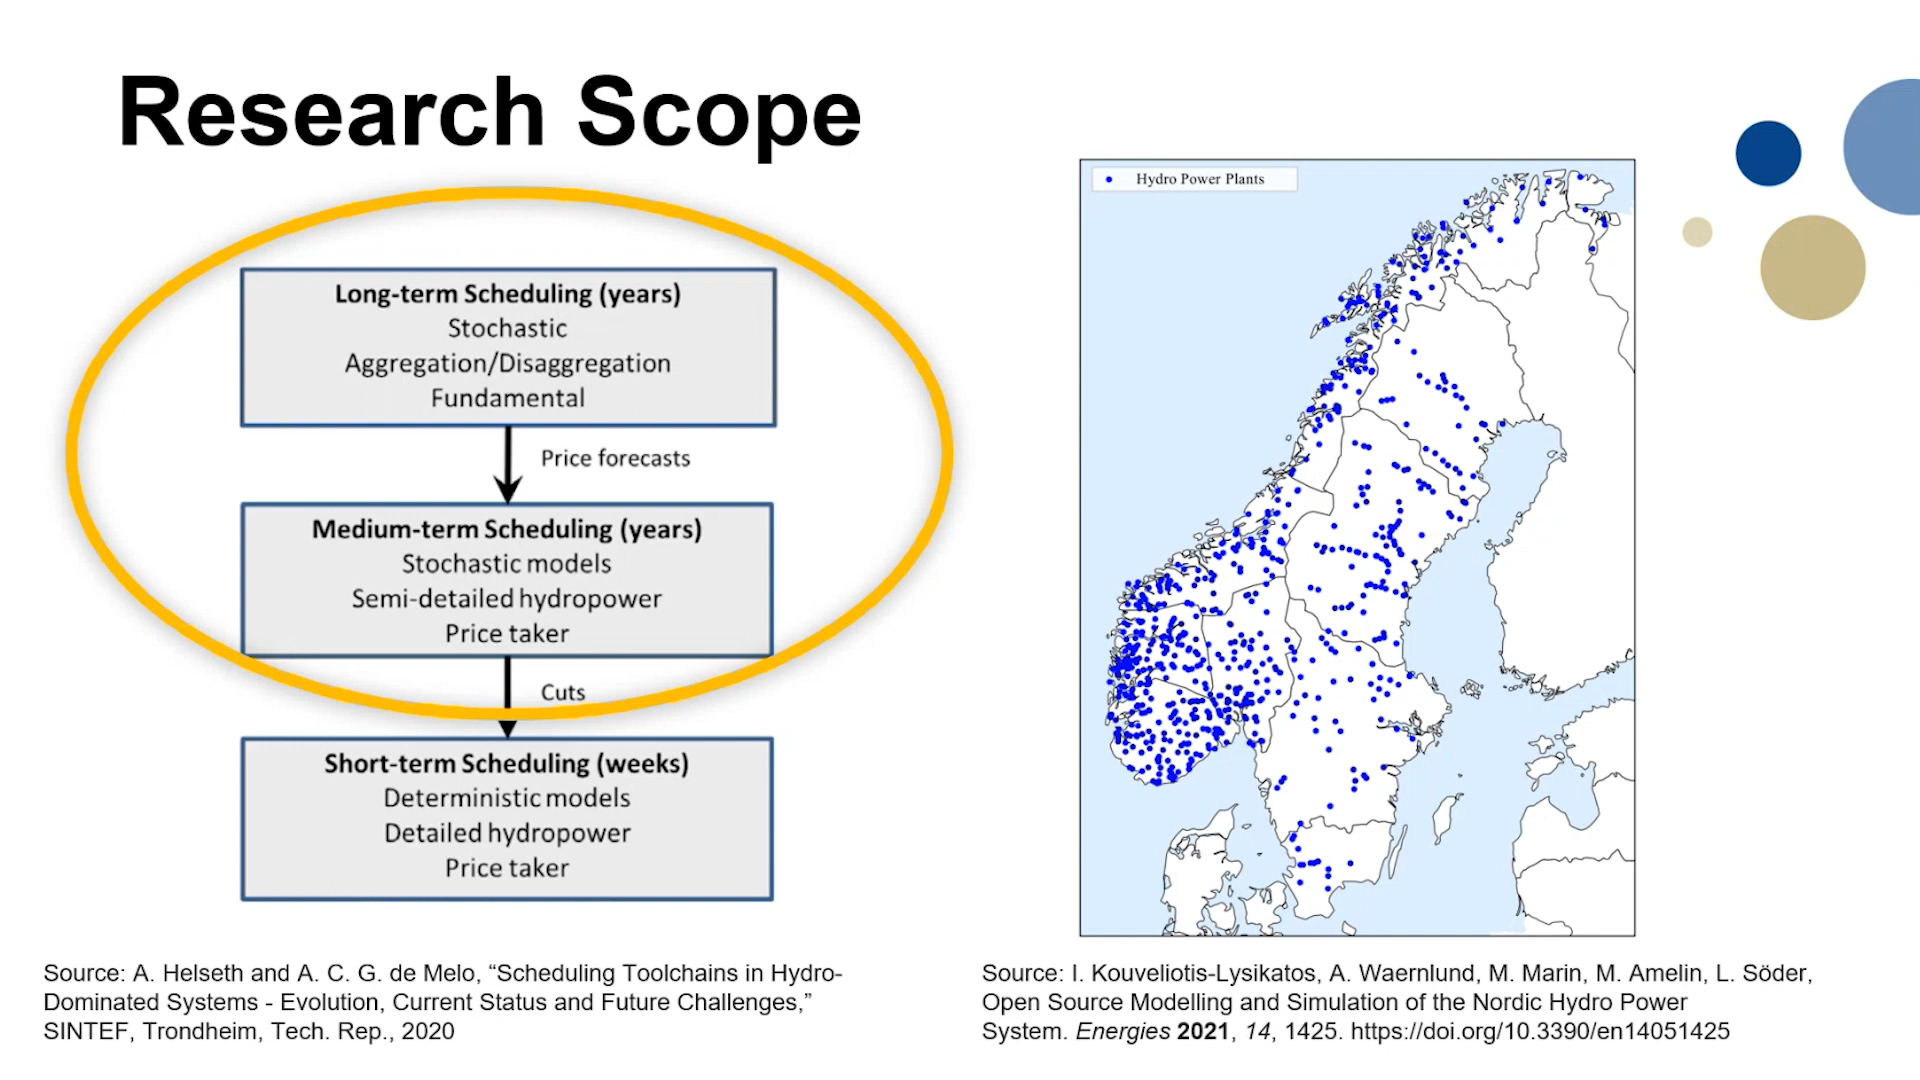 Research Scope
Long-term Scheduling (years)
Stochastic
Aggregation/Disaggregation
Fundamental
Price forecasts
Medium-term Scheduling (years)
Stochastic models
Semi-detailed hydropower
Price taker
Cuts
Short-term Scheduling (weeks)
Deterministic models
Detailed hydropower
Price taker
Source: A. Helseth and A. C. G. de Melo, “Scheduling Toolchains in Hydro-
Dominated Systems - Evolution, Current Status and Future Challenges,”
SINTEF, Trondheim, Tech. Rep., 2020
Hydro Power Plants
Source: I. Kouveliotis-Lysikatos, A. Waernlund, M. Marin, M. Amelin, L. Söder,
Open Source Modelling and Simulation of the Nordic Hydro Power
System. Energies 2021, 14, 1425. https://doi.org/10.3390/en14051425